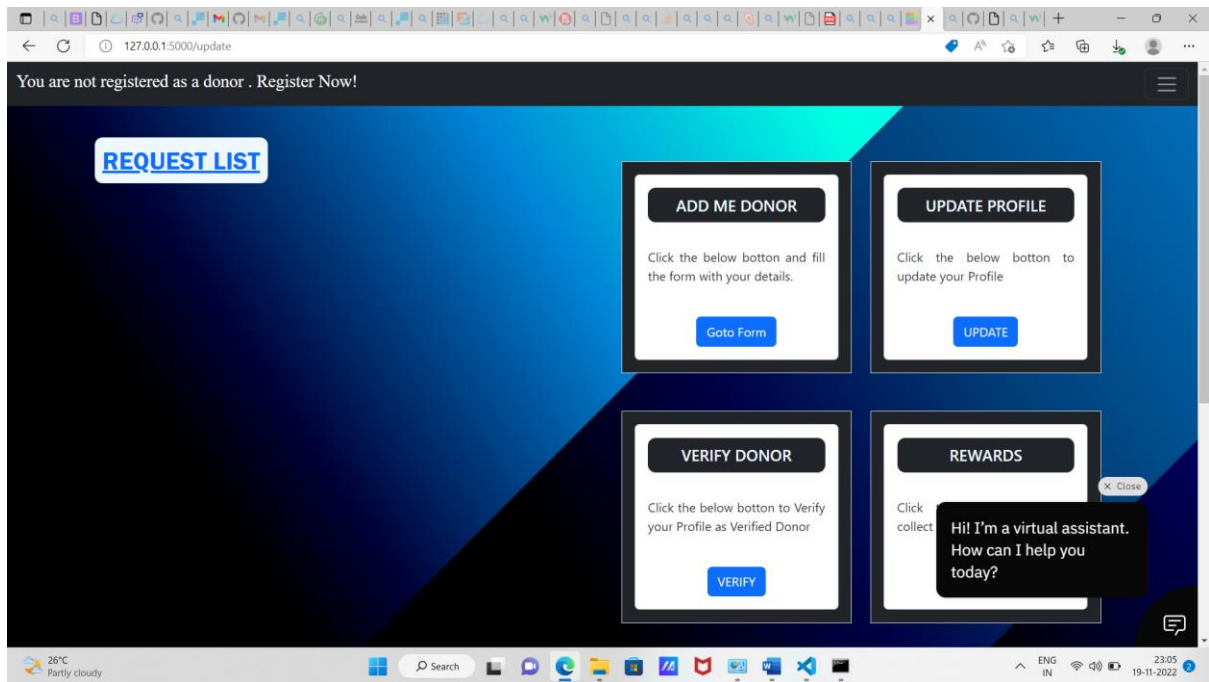 127.0.0.1:5000/update
You are not registered as a donor . Register Now!
REQUEST LIST
ADD ME DONOR
Click the below botton and fill
the form with your details.
Goto Form
UPDATE PROFILE
Click the below botton to
update your Profile
UPDATE
VERIFY DONOR
Click the below botton to Verify
your Profile as Verified Donor
VERIFY
REWARDS
Click
collect
× Close
Hi! I'm a virtual assistant.
How can I help you
today?
26°C
Partly cloudy
Search
ENG
IN
23:05
19-11-2022
2